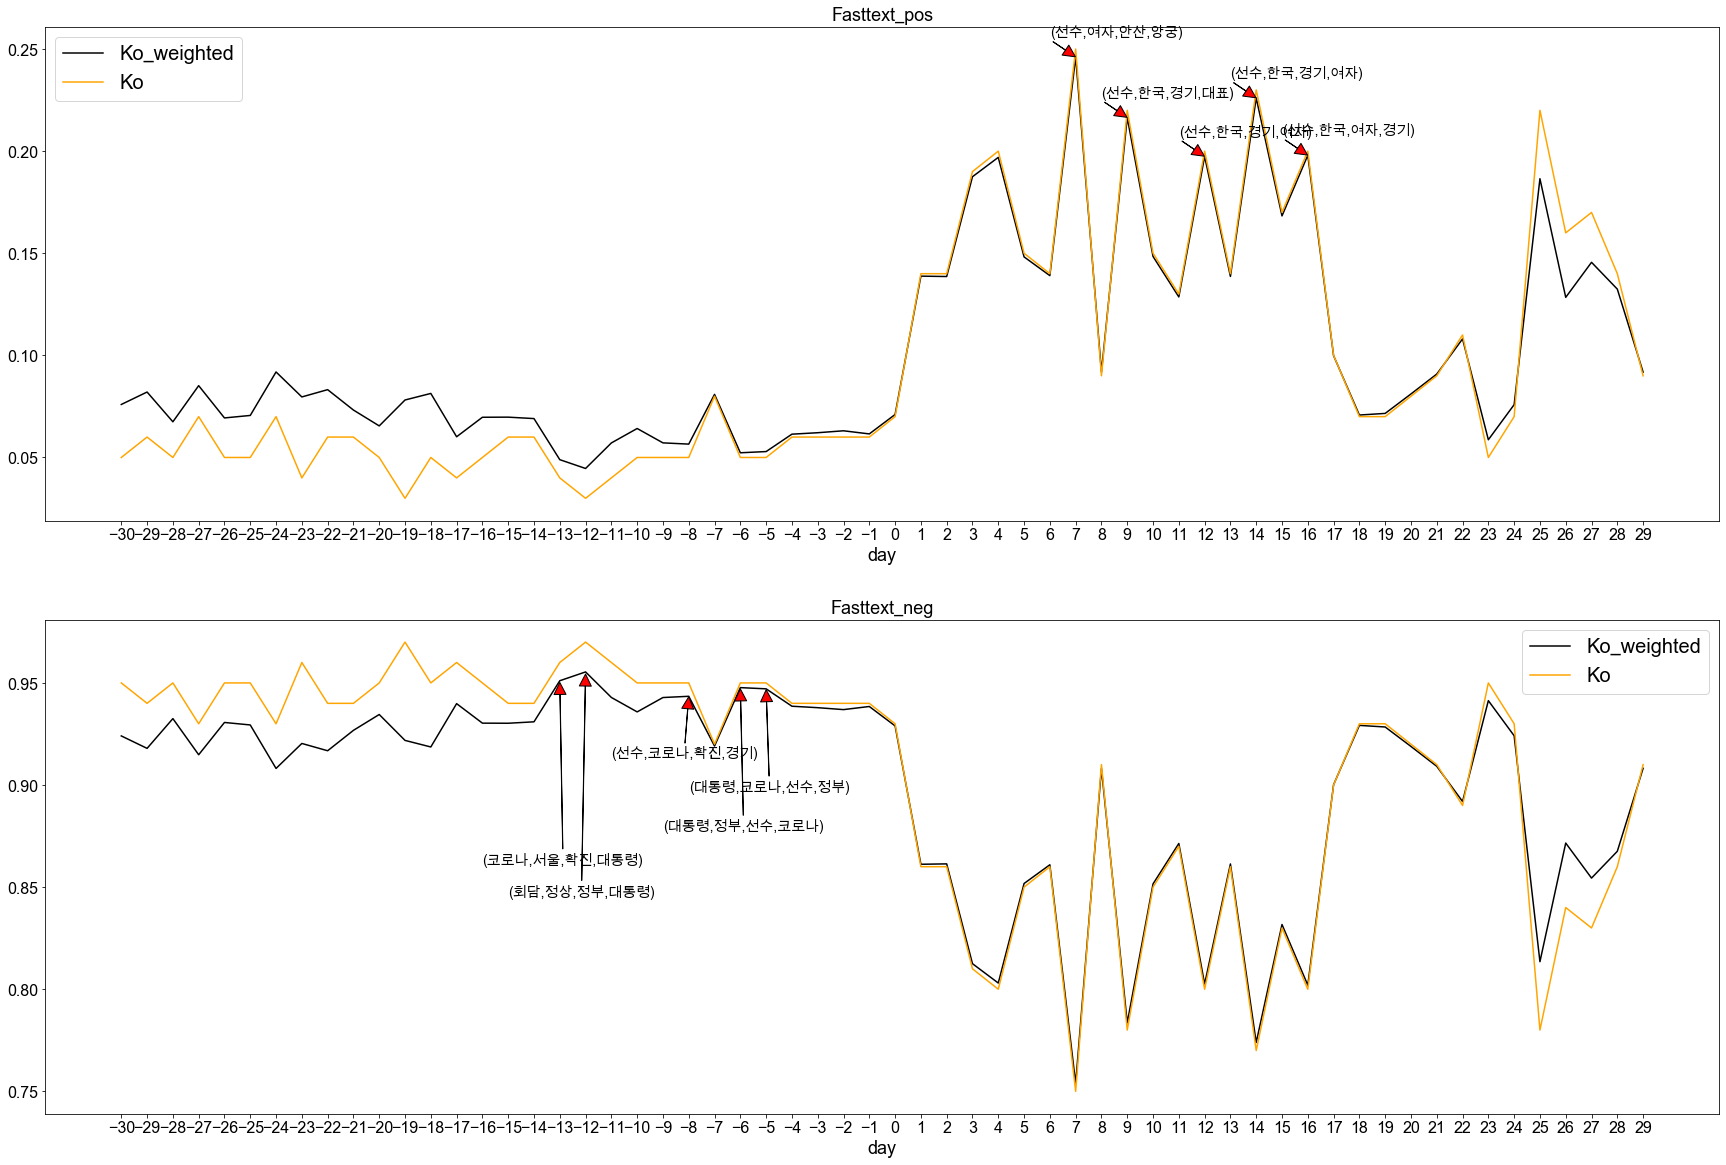 Fasttext_pos
Ko_weighted
Ko
(선수,여자,안산,양궁)
(선수,한국,경기,여자)
(선수,한국,경기,대표)
(선수,한국,경기,여자)
(선수,한국,여자,경기)
0.25
0.20
0.15
0.10
0.05
−30 −29 −28 −27 −26 −25 −24 −23 −22 −21 −20 −19 −18 −17 −16 −15 −14 −13 −12 −11 −10 −9 −8 −7 −6 −5 −4 −3 −2 −1 0 1 2 3 4 5 6 7 8 9 10 11 12 13 14 15 16 17 18 19 20 21 22 23 24 25 26 27 28 29
day
Fasttext_neg
Ko_weighted
Ko
0.95
0.90
0.85
0.80
0.75
(선수,코로나,확진,경기)
(대통령,코로나,선수,정부)
(대통령,정부,선수,코로나)
(코로나,서울,확진,대통령)
(회담,정상,정부,대통령)
−30 −29 −28 −27 −26 −25 −24 −23 −22 −21 −20 −19 −18 −17 −16 −15 −14 −13 −12 −11 −10 −9 −8 −7 −6 −5 −4 −3 −2 −1 0 1 2 3 4 5 6 7 8 9 10 11 12 13 14 15 16 17 18 19 20 21 22 23 24 25 26 27 28 29
day